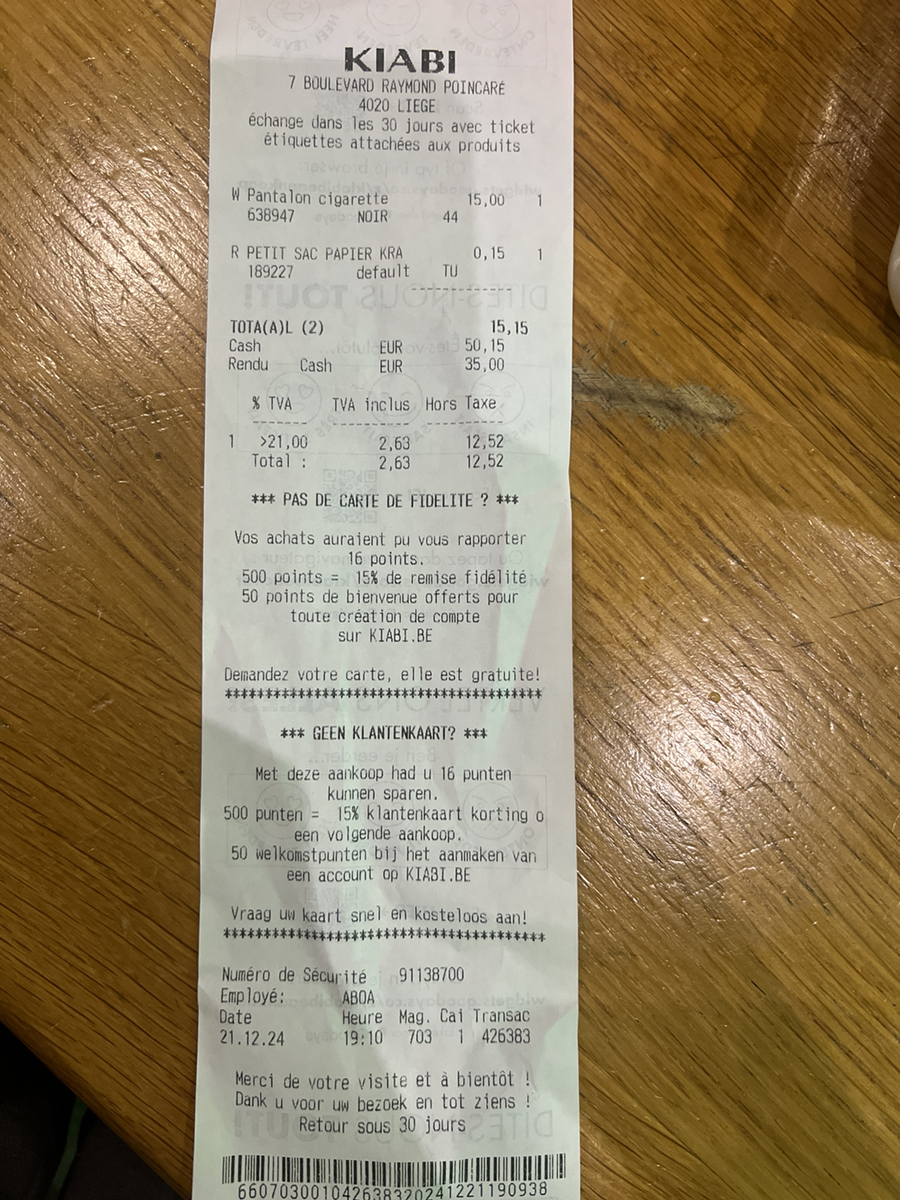 KIABI
7 BOULEVARD RAYMOND POINCARÉ
4020 LIEGE
échange dans les 30 jours avec ticket
étiquettes attachées aux produits
W Pantalon cigarette 15,00 1
638947 NOIR 44
R PETIT SAC PAPIER KRA 0,15 1
189227 default TU
------------
TOTA(A)L (2) 15,15
Cash EUR 50,15
Rendu Cash EUR 35,00
% TVA TVA inclus Hors Taxe
------- ---------- ----------
1 >21,00 2,63 12,52
Total : 2,63 12,52
*** PAS DE CARTE DE FIDELITE ? ***
Vos achats auraient pu vous rapporter
16 points.
500 points = 15% de remise fidélité
50 points de bienvenue offerts pour
toute création de compte
sur KIABI.BE
Demandez votre carte, elle est gratuite!
****************************************
*** GEEN KLANTENKAART? ***
Met deze aankoop had u 16 punten
kunnen sparen.
500 punten = 15% klantenkaart korting o
een volgende aankoop.
50 welkomstpunten bij het aanmaken van
een account op KIABI.BE
Vraag uw kaart snel en kosteloos aan!
****************************************
Numéro de Sécurité 91138700
Employé: ABOA
Date Heure Mag. Cai Transac
21.12.24 19:10 703 1 426383
Merci de votre visite et à bientôt !
Dank u voor uw bezoek en tot ziens !
Retour sous 30 jours
6607030010426383202412211​90938